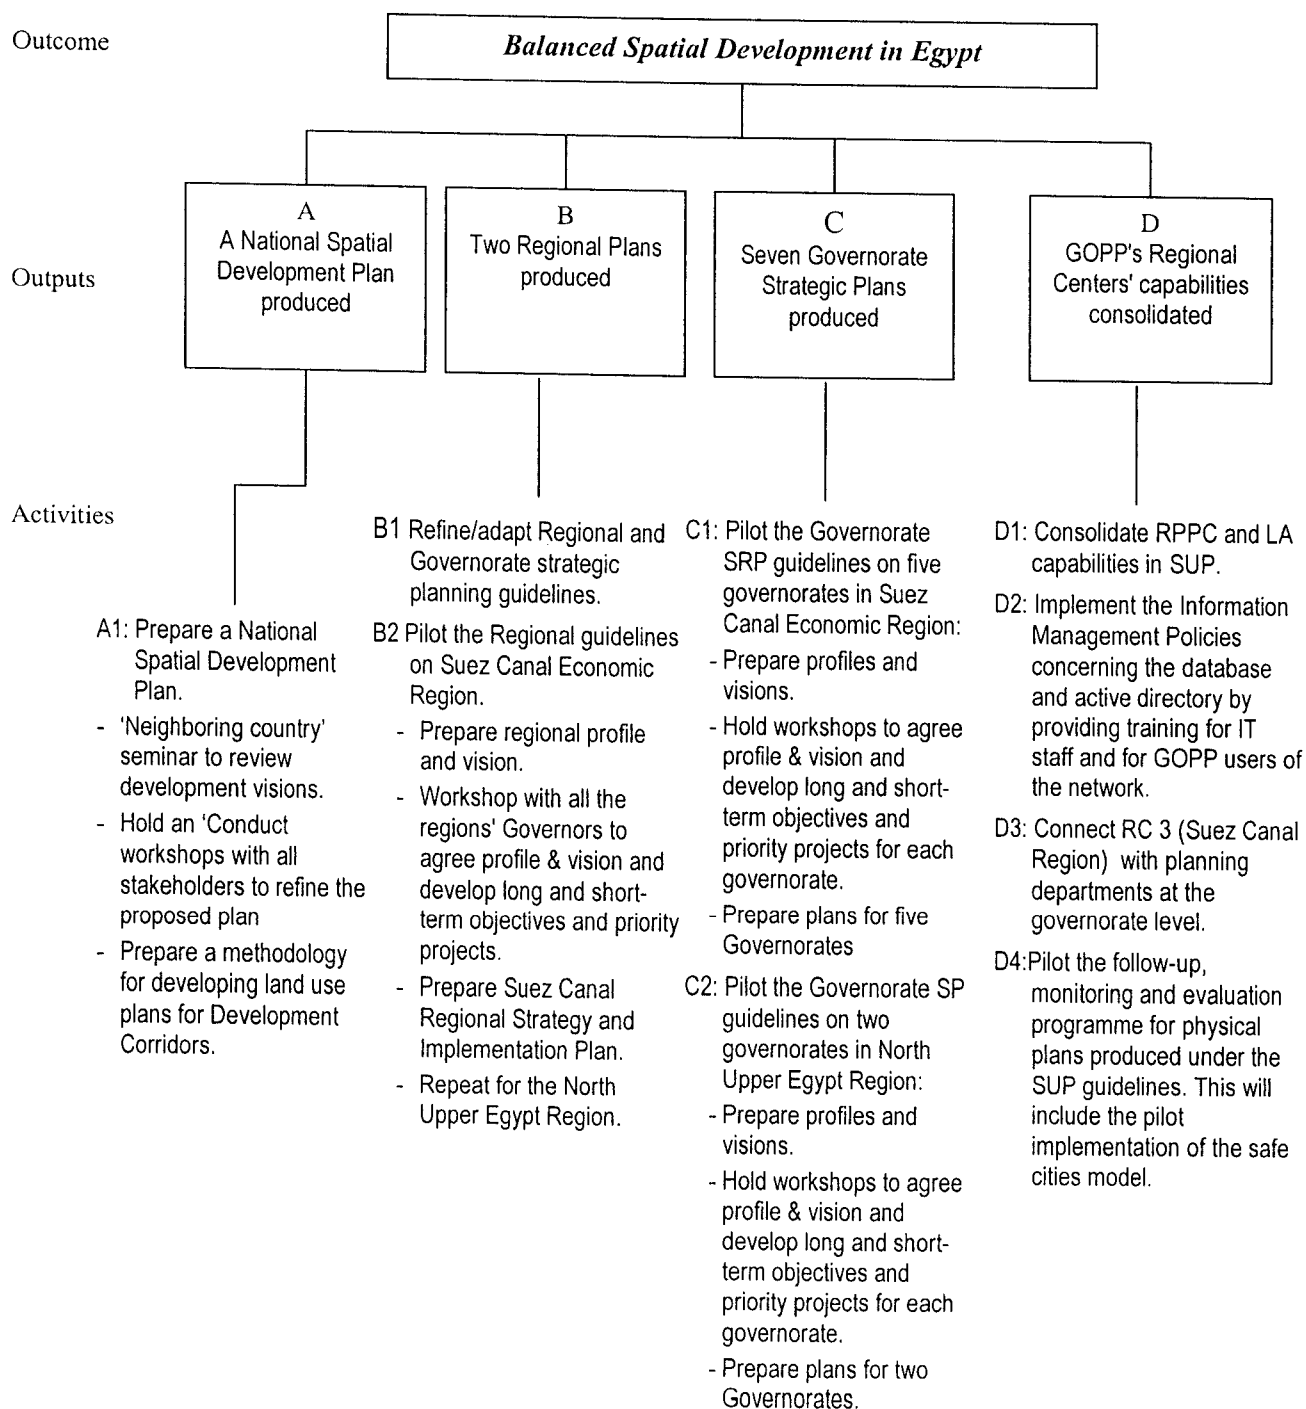 Outcome
Balanced Spatial Development in Egypt
Outputs
A
A National Spatial
Development Plan
produced
B
Two Regional Plans
produced
C
Seven Governorate
Strategic Plans
produced
D
GOPP's Regional
Centers' capabilities
consolidated
Activities
A1: Prepare a National
Spatial Development
Plan.
- 'Neighboring country'
seminar to review
development visions.
- Hold an 'Conduct
workshops with all
stakeholders to refine the
proposed plan
- Prepare a methodology
for developing land use
plans for Development
Corridors.
B1 Refine/adapt Regional and
Governorate strategic
planning guidelines.
B2 Pilot the Regional guidelines
on Suez Canal Economic
Region.
- Prepare regional profile
and vision.
- Workshop with all the
regions' Governors to
agree profile & vision and
develop long and short-
term objectives and priority
projects.
- Prepare Suez Canal
Regional Strategy and
Implementation Plan.
- Repeat for the North
Upper Egypt Region.
C1: Pilot the Governorate
SRP guidelines on five
governorates in Suez
Canal Economic Region:
- Prepare profiles and
visions.
- Hold workshops to agree
profile & vision and
develop long and short-
term objectives and
priority projects for each
governorate.
- Prepare plans for five
Governorates
C2: Pilot the Governorate SP
guidelines on two
governorates in North
Upper Egypt Region:
- Prepare profiles and
visions.
- Hold workshops to agree
profile & vision and
develop long and short-
term objectives and
priority projects for each
governorate.
- Prepare plans for two
Governorates.
D1: Consolidate RPPC and LA
capabilities in SUP.
D2: Implement the Information
Management Policies
concerning the database
and active directory by
providing training for IT
staff and for GOPP users of
the network.
D3: Connect RC 3 (Suez Canal
Region) with planning
departments at the
governorate level.
D4:Pilot the follow-up,
monitoring and evaluation
programme for physical
plans produced under the
SUP guidelines. This will
include the pilot
implementation of the safe
cities model.